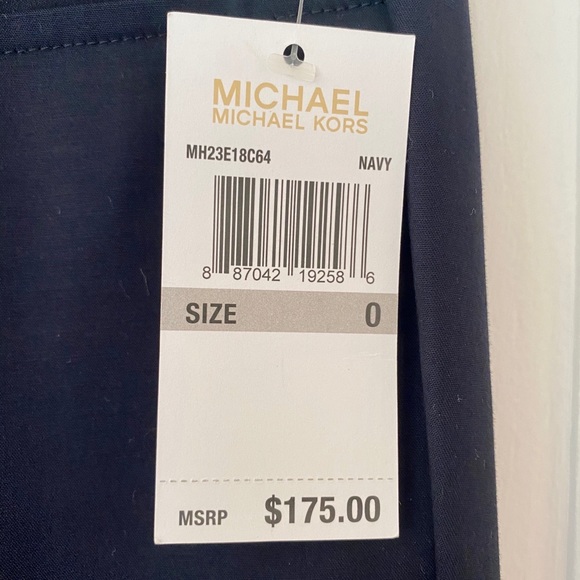 MICHAEL
MICHAEL KORS
MH23E18C64 NAVY
8 87042 19258 6
SIZE 0
MSRP $175.00